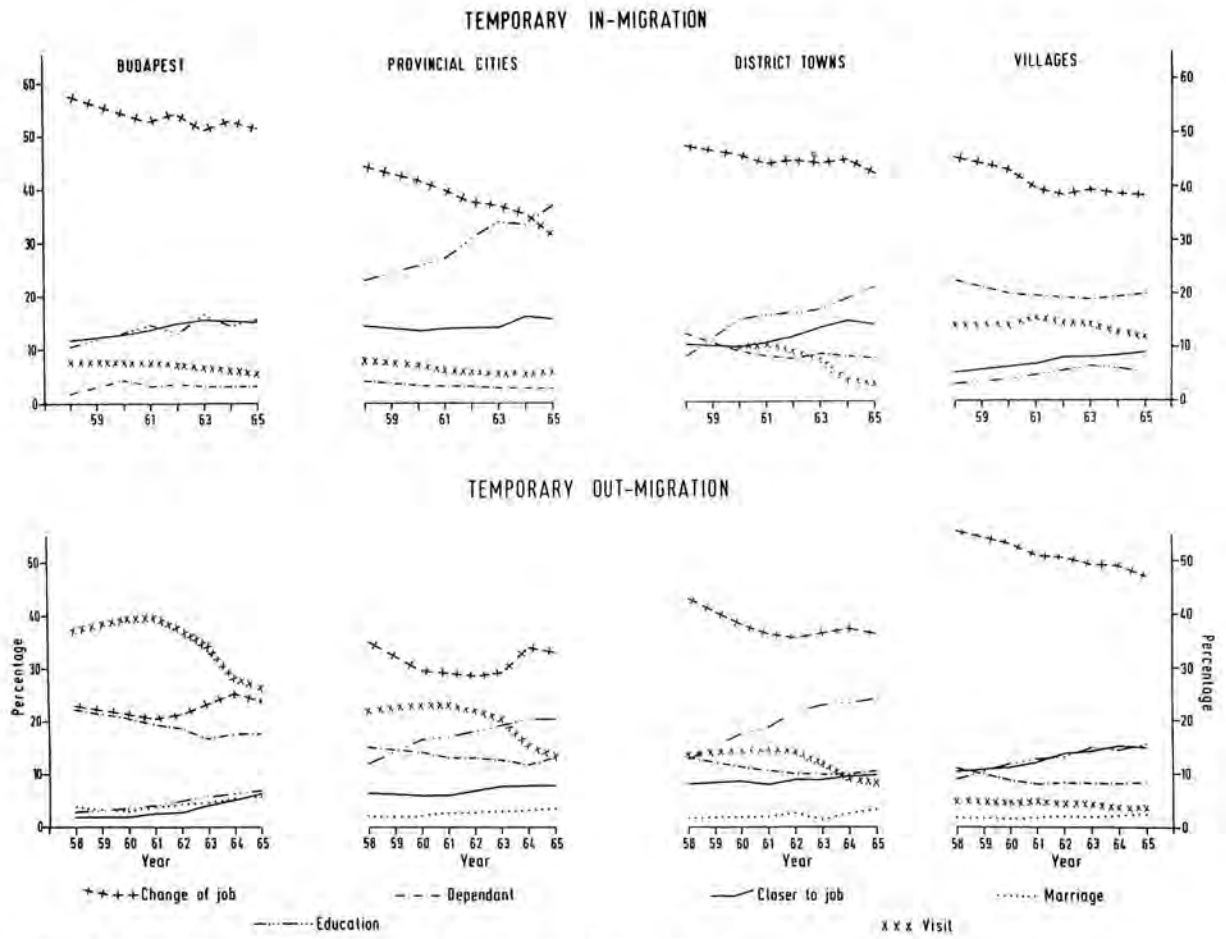 TEMPORARY IN-MIGRATION
BUDAPEST PROVINCIAL CITIES DISTRICT TOWNS VILLAGES
60 60
50 50
40 40
30 30
20 20
10 10
0 0
59 61 63 65 59 61 63 65 59 61 63 65 59 61 63 65
TEMPORARY OUT-MIGRATION
50 50
40 40
30 30
Percentage Percentage
20 20
10 10
0 0
58 59 60 61 62 63 64 65 58 59 60 61 62 63 64 65 58 59 60 61 62 63 64 65 58 59 60 61 62 63 64 65
Year Year Year Year
Change of job Dependant Closer to job Marriage
Education Visit